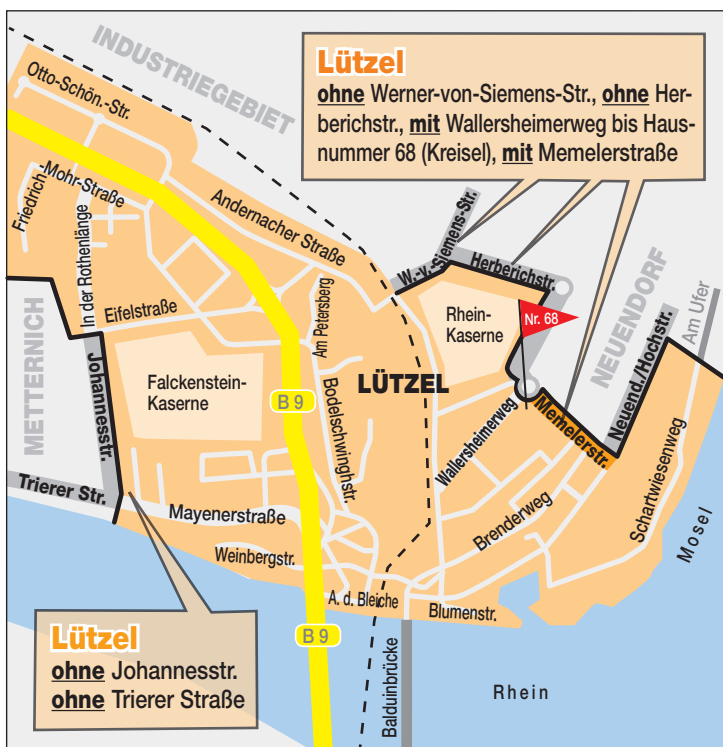 INDUSTRIEGEBIET
Otto-Schön.-Str.
Lützel
ohne Werner-von-Siemens-Str., ohne Her-
berichstr., mit Wallersheimerweg bis Haus-
nummer 68 (Kreisel), mit Memelerstraße
Friedrich
-Mohr-Straße
In der Rothenlänge
Andernacher Straße
W.-v.-Siemens-Str.
Herberichstr.
NEUENDORF
Am Ufer
Eifelstraße
Am Petersberg
Rhein-
Kaserne
Nr. 68
Neuend./Hochstr.
METTERNICH
Johannesstr.
Falckenstein-
Kaserne
B 9
LÜTZEL
Bodelschwinghstr.
Wallersheimerweg
Memelerstr.
Schartwiesenweg
Mosel
Trierer Str.
Mayenerstraße
Brenderweg
Weinbergstr.
A. d. Bleiche
Blumenstr.
B 9
Balduinbrücke
Rhein
Lützel
ohne Johannesstr.
ohne Trierer Straße